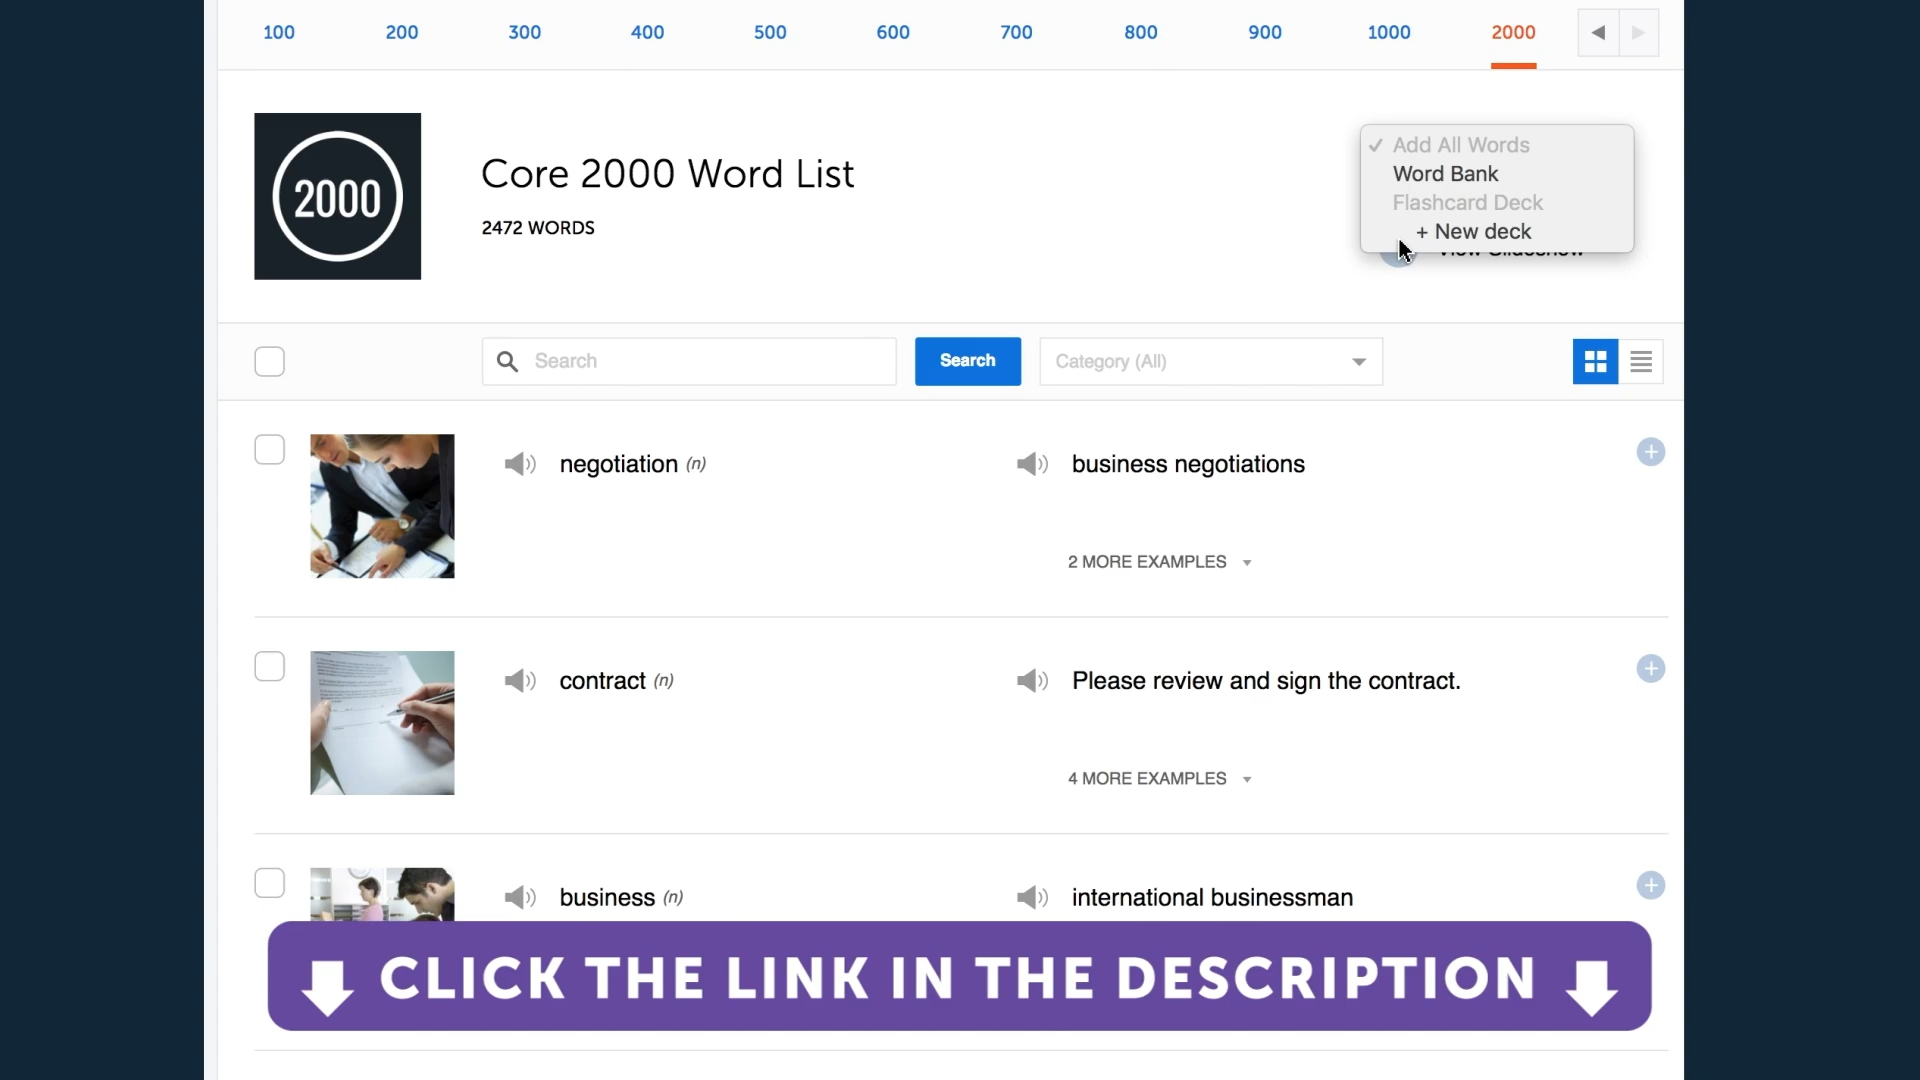 100 200 300 400 500 600 700 800 900 1000 2000
2000
Core 2000 Word List
2472 WORDS
✓ Add All Words
Word Bank
Flashcard Deck
+ New deck
View Slideshow
Search
Search
Category (All)
negotiation (n)
business negotiations
2 MORE EXAMPLES
contract (n)
Please review and sign the contract.
4 MORE EXAMPLES
business (n)
international businessman
CLICK THE LINK IN THE DESCRIPTION